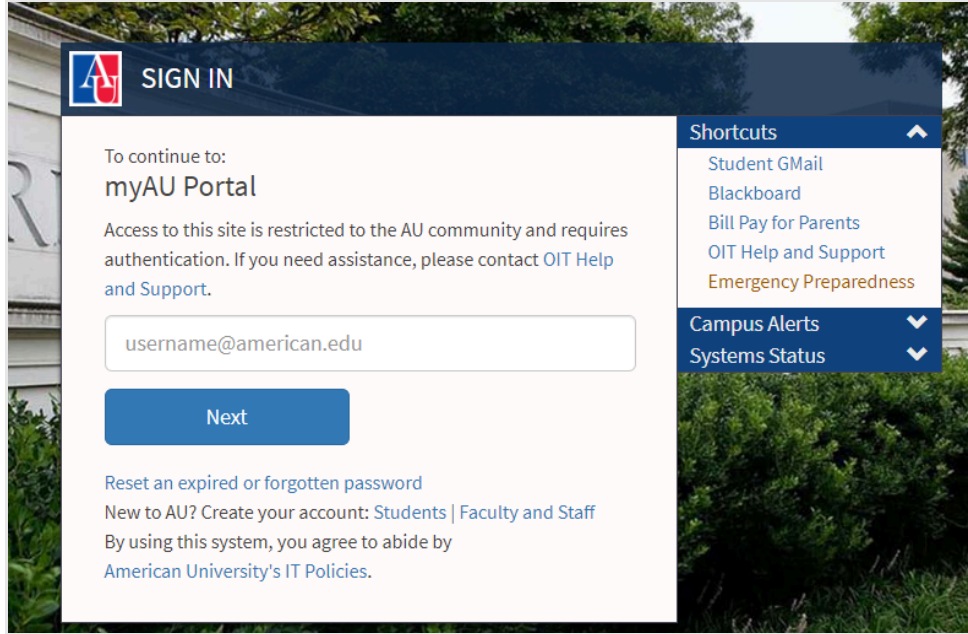 AU SIGN IN
To continue to:
myAU Portal
Access to this site is restricted to the AU community and requires
authentication. If you need assistance, please contact OIT Help
and Support.
username@american.edu
Next
Reset an expired or forgotten password
New to AU? Create your account: Students | Faculty and Staff
By using this system, you agree to abide by
American University's IT Policies.
Shortcuts
Student GMail
Blackboard
Bill Pay for Parents
OIT Help and Support
Emergency Preparedness
Campus Alerts
Systems Status